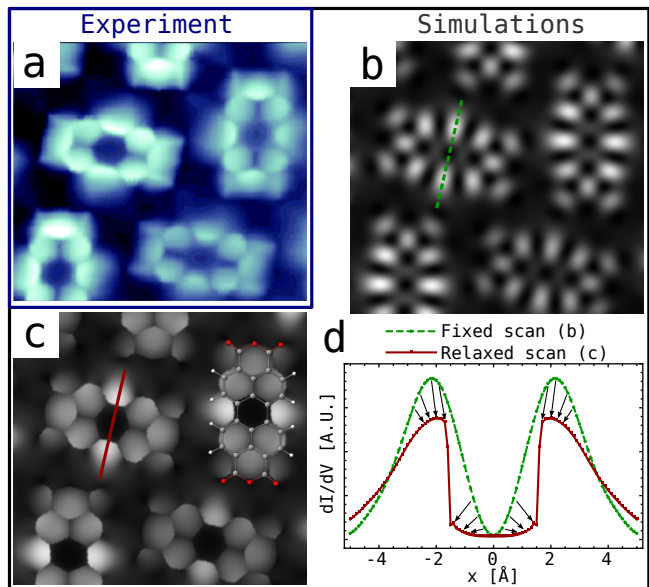 Experiment
Simulations
a
b
c
d
Fixed scan (b)
Relaxed scan (c)
dI/dV [A.U.]
-4 -2 0 2 4
x [Å]